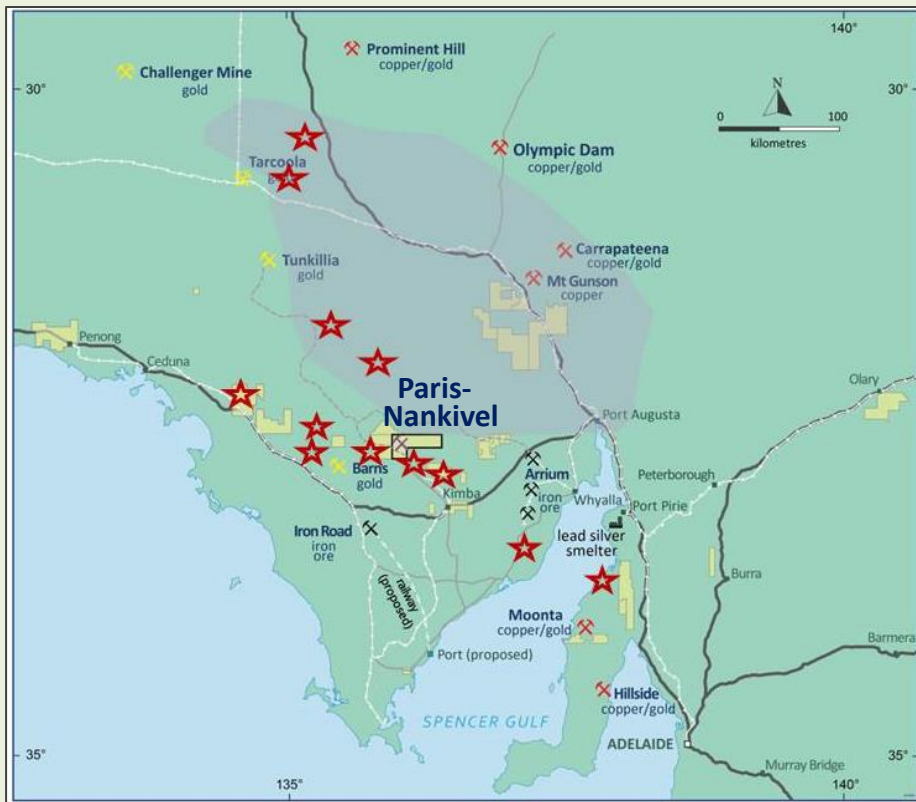 140°
Prominent Hill
copper/gold
Challenger Mine
gold
30°
30°
N
0
100
kilometres
Olympic Dam
copper/gold
Tarcoola
Carrapateena
copper/gold
Tunkillia
gold
Mt Gunson
copper
Penong
Ceduna
Olary
Paris-
Nankivel
Port Augusta
Peterborough
Barns
gold
Arrium
iron
ore
Kimba
Whyalla
Port Pirie
lead silver
smelter
Iron Road
iron
ore
railway
(proposed)
Burra
Moonta
copper/gold
Port (proposed)
Barmera
Hillside
copper/gold
SPENCER GULF
ADELAIDE
35°
35°
Murray Bridge
135°
140°